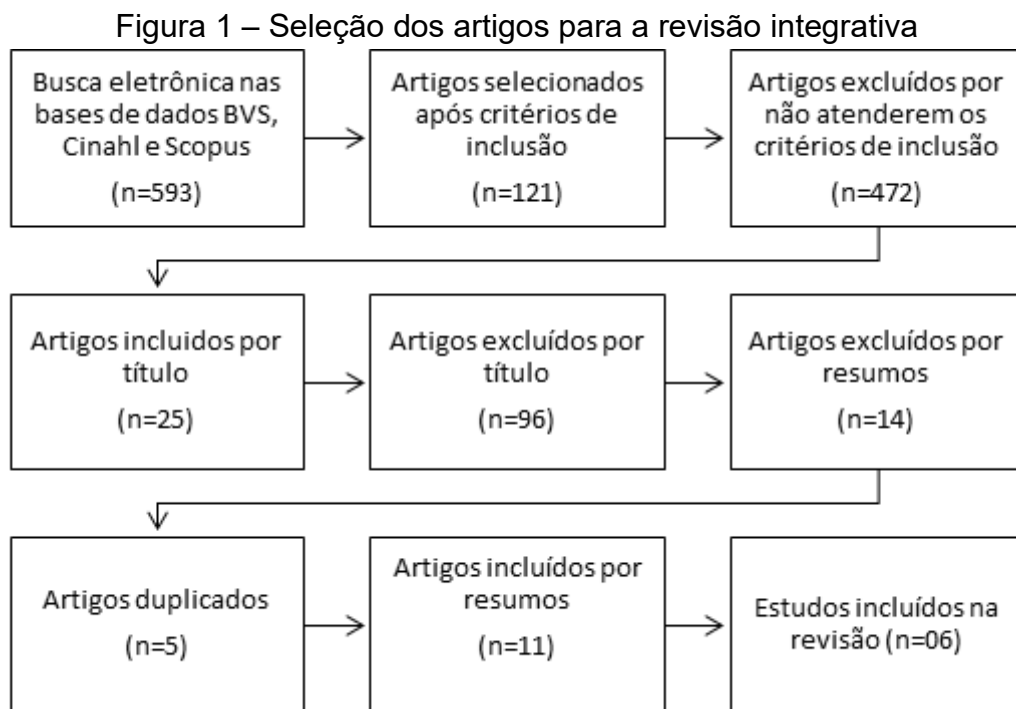 Figura 1 – Seleção dos artigos para a revisão integrativa
Busca eletrônica nas
bases de dados BVS,
Cinahl e Scopus
(n=593)
Artigos selecionados
após critérios de
inclusão
(n=121)
Artigos excluídos por
não atenderem os
critérios de inclusão
(n=472)
Artigos incluidos por
título
(n=25)
Artigos excluídos por
título
(n=96)
Artigos excluídos por
resumos
(n=14)
Artigos duplicados
(n=5)
Artigos incluídos por
resumos
(n=11)
Estudos incluídos na
revisão (n=06)